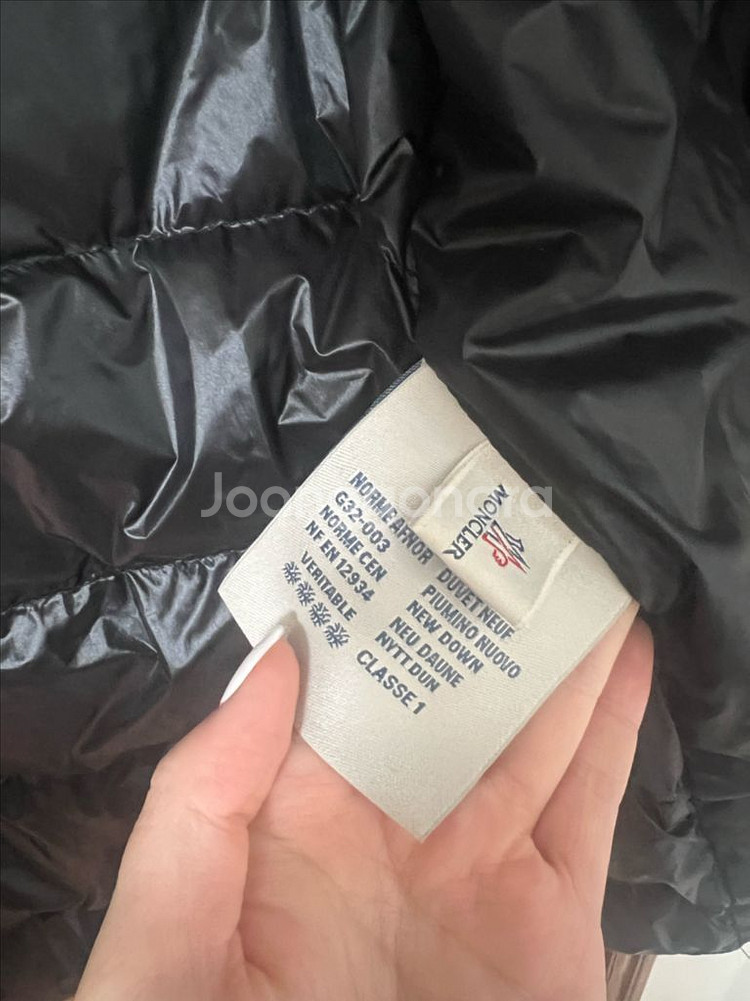 Joongonara
MONCLER
NORME AFNOR
G32-003
NORME CEN
NF EN 12934
VERITABLE
DUVET NEUF
PIUMINO NUOVO
NEW DOWN
NEU DAUNE
NYTT DUN
CLASSE 1